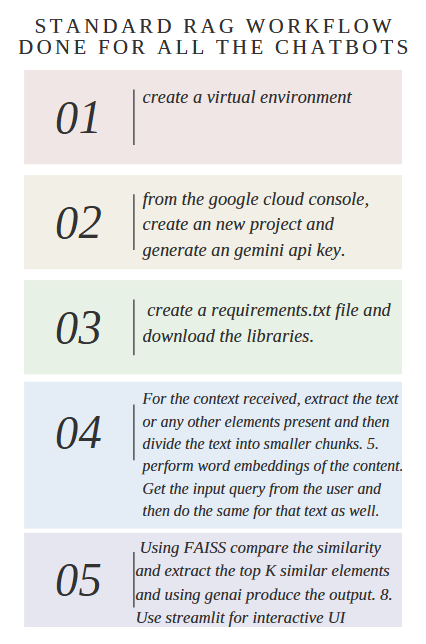 STANDARD RAG WORKFLOW
DONE FOR ALL THE CHATBOTS
01
create a virtual environment
02
from the google cloud console,
create an new project and
generate an gemini api key.
03
create a requirements.txt file and
download the libraries.
04
For the context received, extract the text
or any other elements present and then
divide the text into smaller chunks. 5.
perform word embeddings of the content.
Get the input query from the user and
then do the same for that text as well.
05
Using FAISS compare the similarity
and extract the top K similar elements
and using genai produce the output. 8.
Use streamlit for interactive UI